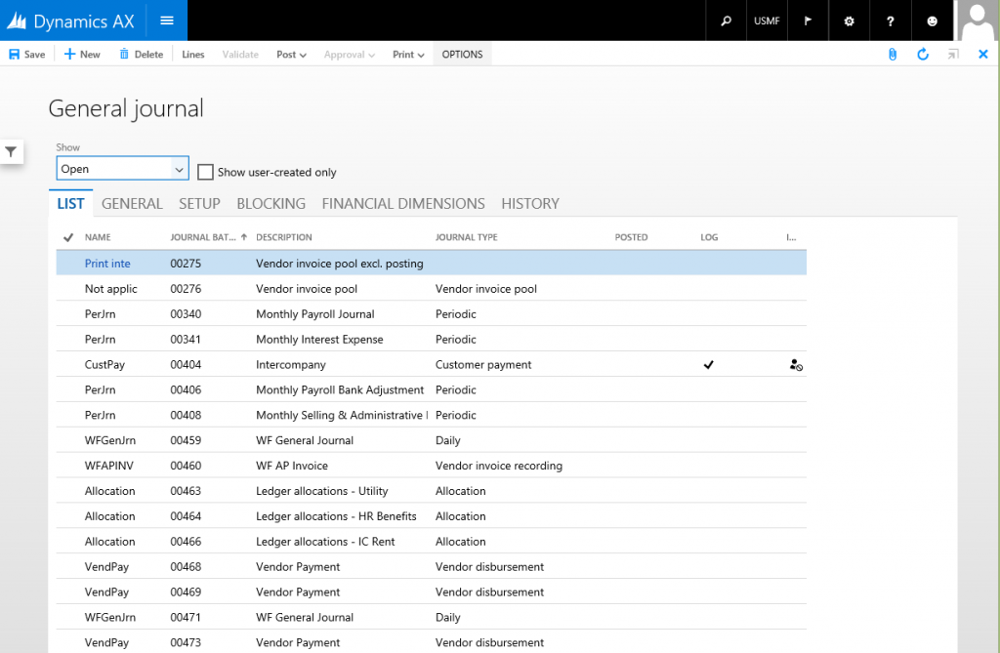 Dynamics AX
USMF
?
Save New Delete Lines Validate Post Approval Print OPTIONS
General journal
Show
Open
Show user-created only
LIST GENERAL SETUP BLOCKING FINANCIAL DIMENSIONS HISTORY
NAME JOURNAL BAT... DESCRIPTION JOURNAL TYPE POSTED LOG I...
Print inte 00275 Vendor invoice pool excl. posting
Not applic 00276 Vendor invoice pool Vendor invoice pool
PerJrn 00340 Monthly Payroll Journal Periodic
PerJrn 00341 Monthly Interest Expense Periodic
CustPay 00404 Intercompany Customer payment
PerJrn 00406 Monthly Payroll Bank Adjustment Periodic
PerJrn 00408 Monthly Selling & Administrative Periodic
WFGenJrn 00459 WF General Journal Daily
WFAPINV 00460 WF AP Invoice Vendor invoice recording
Allocation 00463 Ledger allocations - Utility Allocation
Allocation 00464 Ledger allocations - HR Benefits Allocation
Allocation 00466 Ledger allocations - IC Rent Allocation
VendPay 00468 Vendor Payment Vendor disbursement
VendPay 00469 Vendor Payment Vendor disbursement
WFGenJrn 00471 WF General Journal Daily
VendPay 00473 Vendor Payment Vendor disbursement